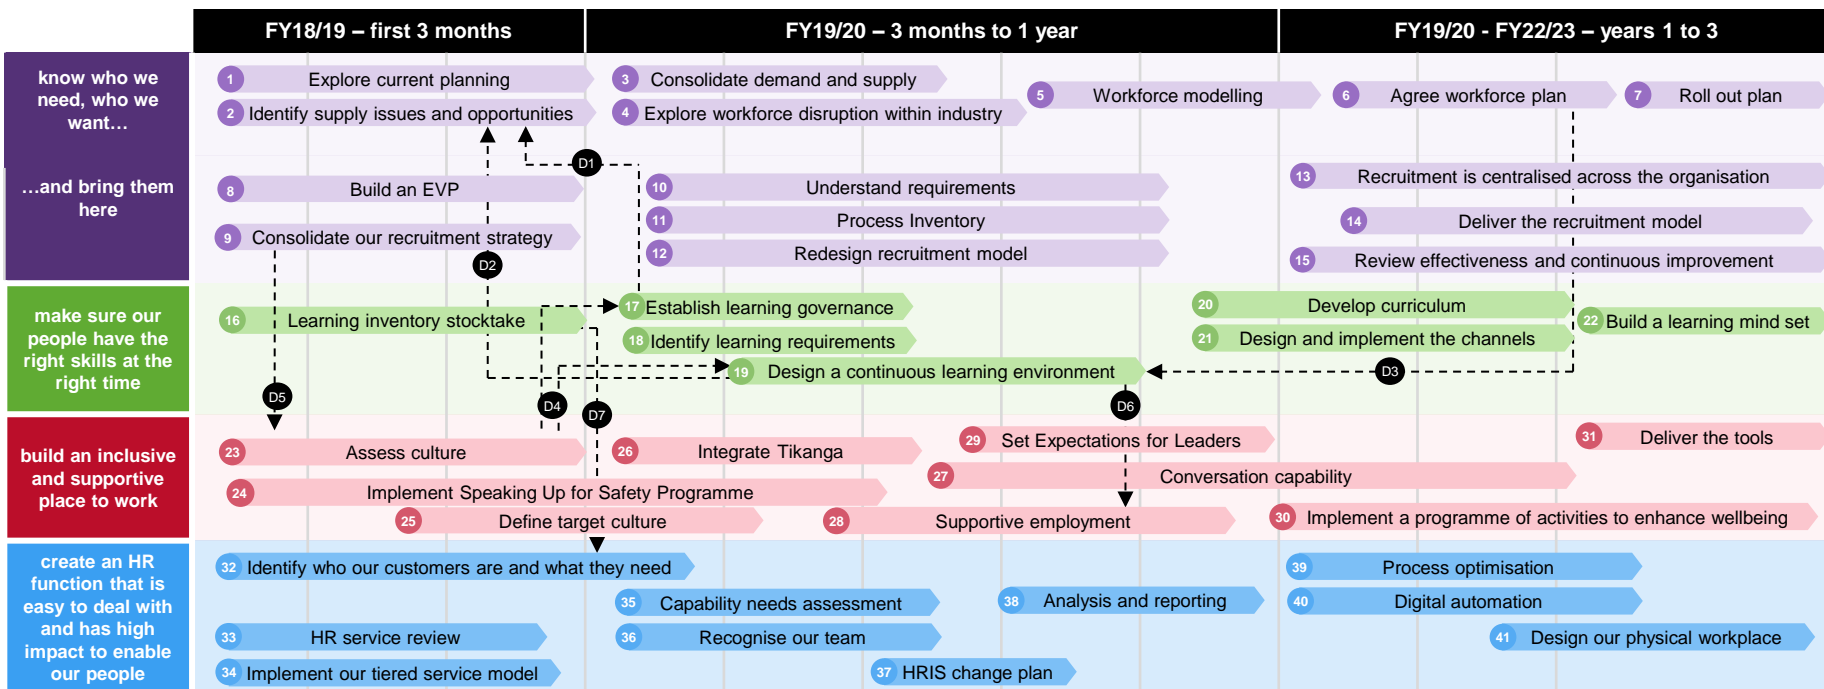 FY18/19 – first 3 months
FY19/20 – 3 months to 1 year
FY19/20 - FY22/23 – years 1 to 3
know who we
need, who we
want…
1 Explore current planning
2 Identify supply issues and opportunities
3 Consolidate demand and supply
4 Explore workforce disruption within industry
5 Workforce modelling
6 Agree workforce plan
7 Roll out plan
D1
…and bring them
here
8 Build an EVP
9 Consolidate our recruitment strategy
10 Understand requirements
11 Process Inventory
12 Redesign recruitment model
13 Recruitment is centralised across the organisation
14 Deliver the recruitment model
15 Review effectiveness and continuous improvement
D2
make sure our
people have the
right skills at the
right time
16 Learning inventory stocktake
17 Establish learning governance
18 Identify learning requirements
19 Design a continuous learning environment
20 Develop curriculum
21 Design and implement the channels
22 Build a learning mind set
D3
D5
D4
D7
D6
build an inclusive
and supportive
place to work
23 Assess culture
24 Implement Speaking Up for Safety Programme
25 Define target culture
26 Integrate Tikanga
29 Set Expectations for Leaders
27 Conversation capability
28 Supportive employment
31 Deliver the tools
30 Implement a programme of activities to enhance wellbeing
create an HR
function that is
easy to deal with
and has high
impact to enable
our people
32 Identify who our customers are and what they need
33 HR service review
34 Implement our tiered service model
35 Capability needs assessment
36 Recognise our team
37 HRIS change plan
38 Analysis and reporting
39 Process optimisation
40 Digital automation
41 Design our physical workplace